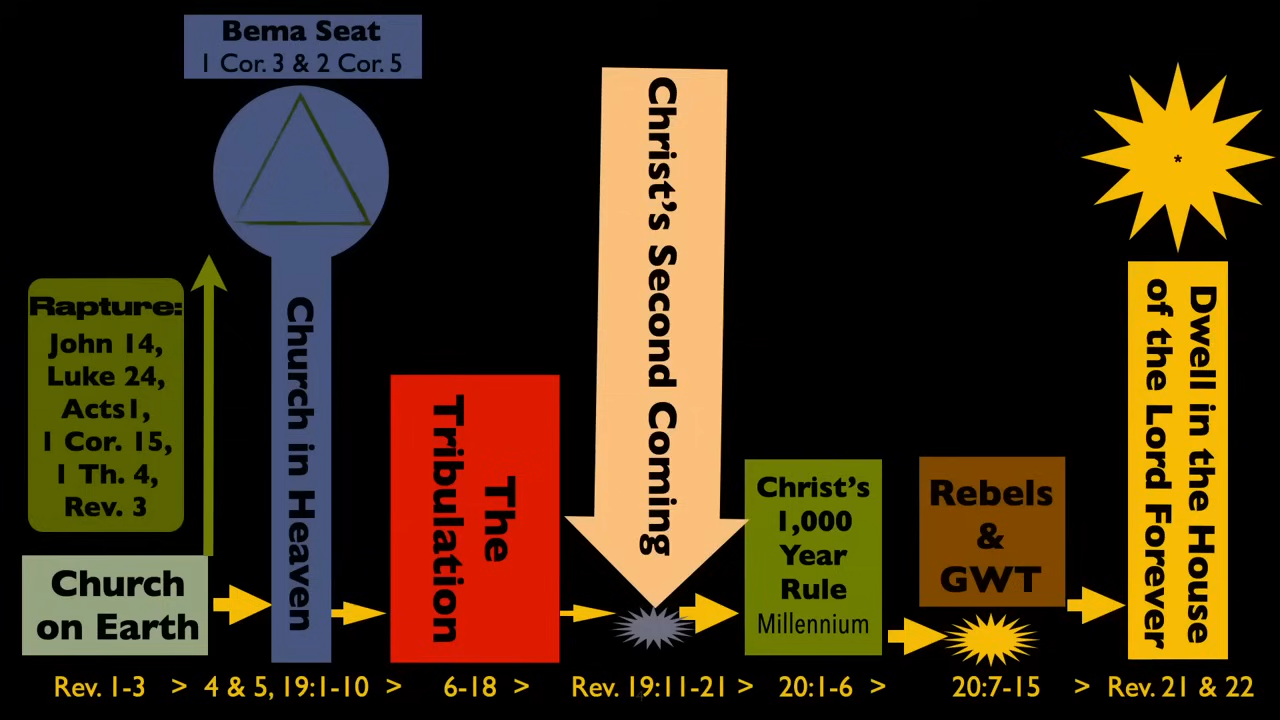 Bema Seat
1 Cor. 3 & 2 Cor. 5
Rapture:
John 14,
Luke 24,
Acts1,
1 Cor. 15,
1 Th. 4,
Rev. 3
Church
on Earth
Church in Heaven
The
Tribulation
Christ's Second Coming
Christ's
1,000
Year
Rule
Millennium
Rebels
&
GWT
*
Dwell in the House
of the Lord Forever
Rev. 1-3 > 4 & 5, 19:1-10 > 6-18 > Rev. 19:11-21 > 20:1-6 > 20:7-15 > Rev. 21 & 22